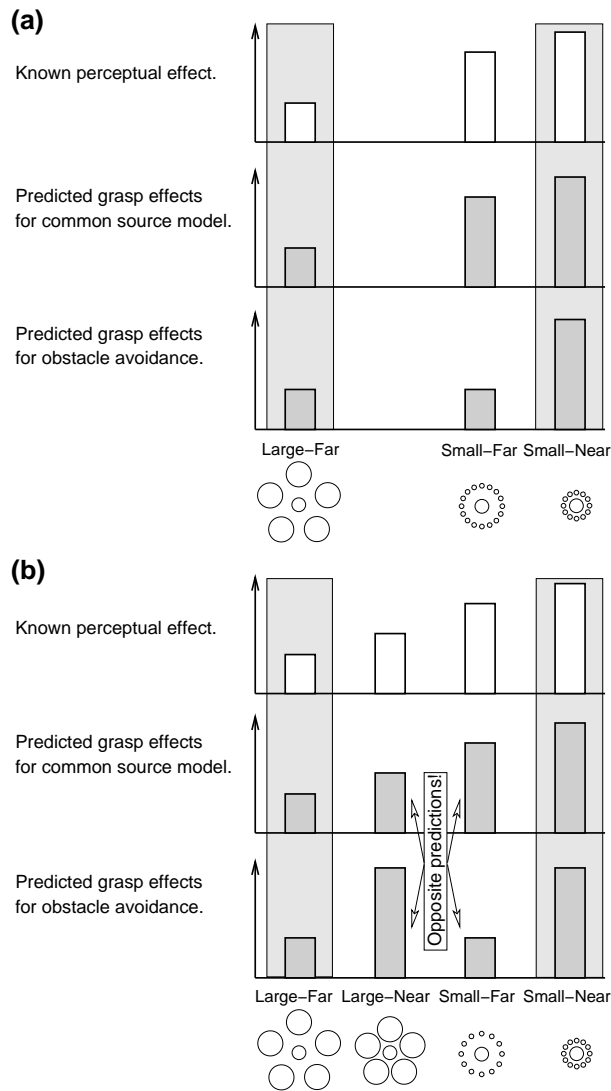 (a)
Known perceptual effect.
Predicted grasp effects
for common source model.
Predicted grasp effects
for obstacle avoidance.
Large−Far
Small−Far
Small−Near
(b)
Known perceptual effect.
Predicted grasp effects
for common source model.
Opposite predictions!
Predicted grasp effects
for obstacle avoidance.
Large−Far
Large−Near
Small−Far
Small−Near